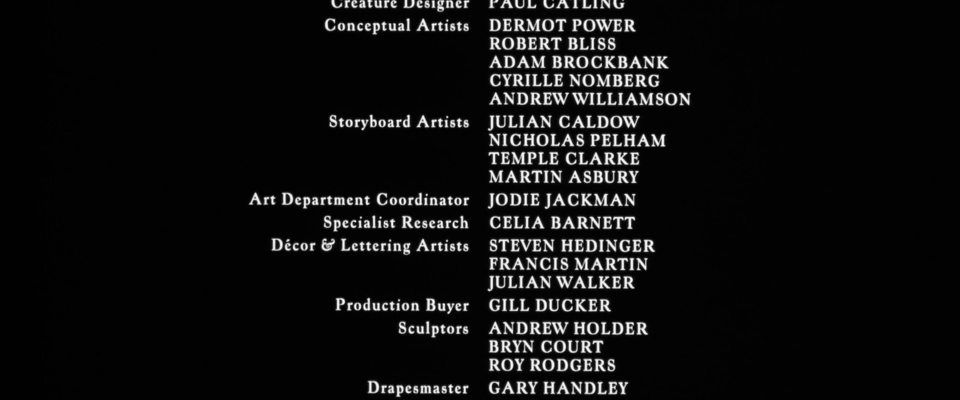 Creature Designer PAUL CATLING
Conceptual Artists DERMOT POWER
ROBERT BLISS
ADAM BROCKBANK
CYRILLE NOMBERG
ANDREW WILLIAMSON
Storyboard Artists JULIAN CALDOW
NICHOLAS PELHAM
TEMPLE CLARKE
MARTIN ASBURY
Art Department Coordinator JODIE JACKMAN
Specialist Research CELIA BARNETT
Décor & Lettering Artists STEVEN HEDINGER
FRANCIS MARTIN
JULIAN WALKER
Production Buyer GILL DUCKER
Sculptors ANDREW HOLDER
BRYN COURT
ROY RODGERS
Drapesmaster GARY HANDLEY